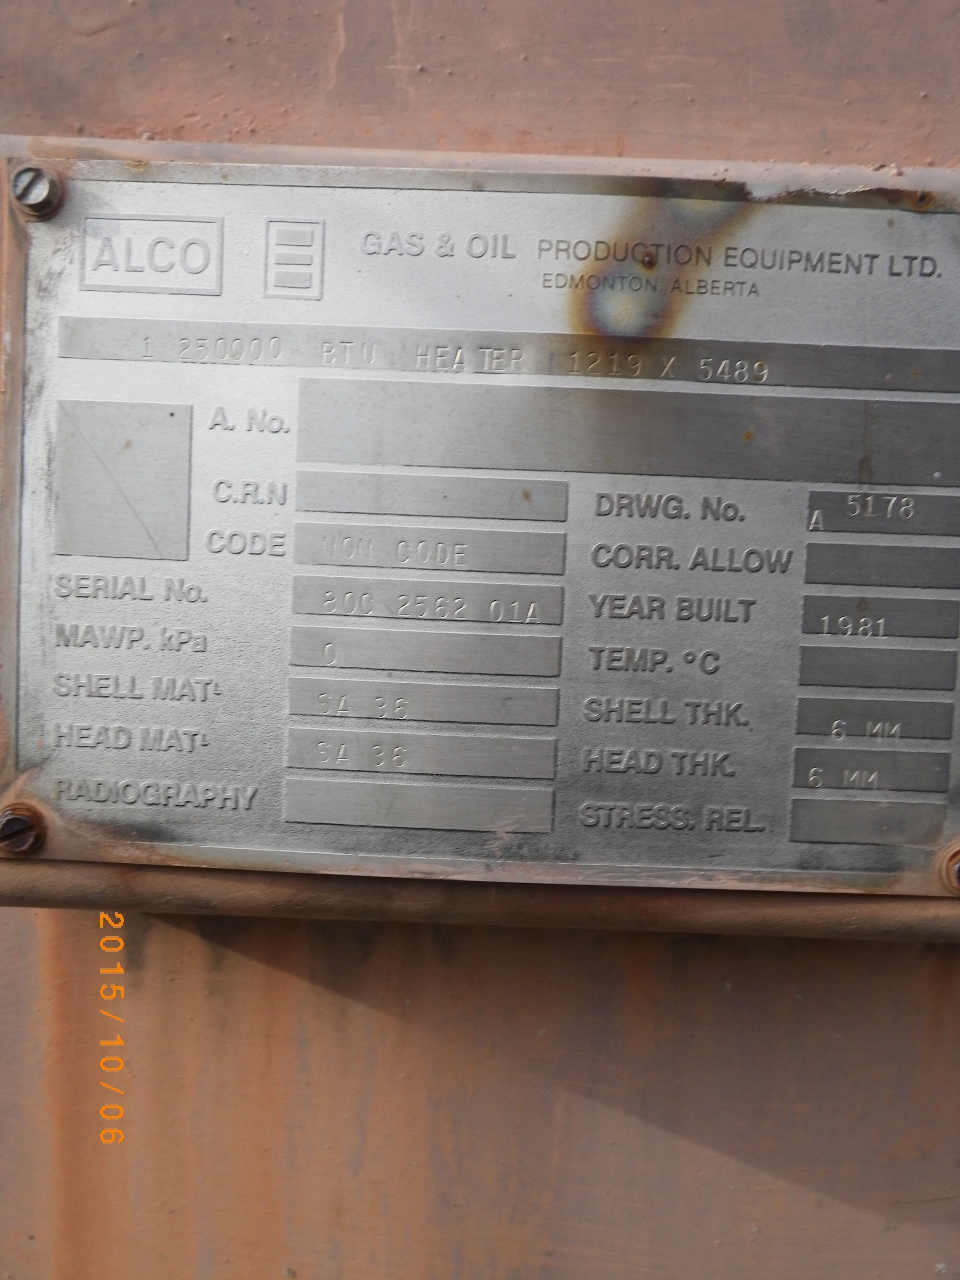 ALCO GAS & OIL PRODUCTION EQUIPMENT LTD.
EDMONTON, ALBERTA
1 250000 BTU HEATER 1219 X 5489
A. No.
C.R.N
DRWG. No. A 5178
CODE NON CODE
CORR. ALLOW
SERIAL No. 80C 2562 01A
YEAR BUILT 1981
MAWP. kPa 0
TEMP. °C
SHELL MATL SA 36
SHELL THK. 6 MM
HEAD MATL SA 36
HEAD THK. 6 MM
RADIOGRAPHY
STRESS. REL.
2015/10/06